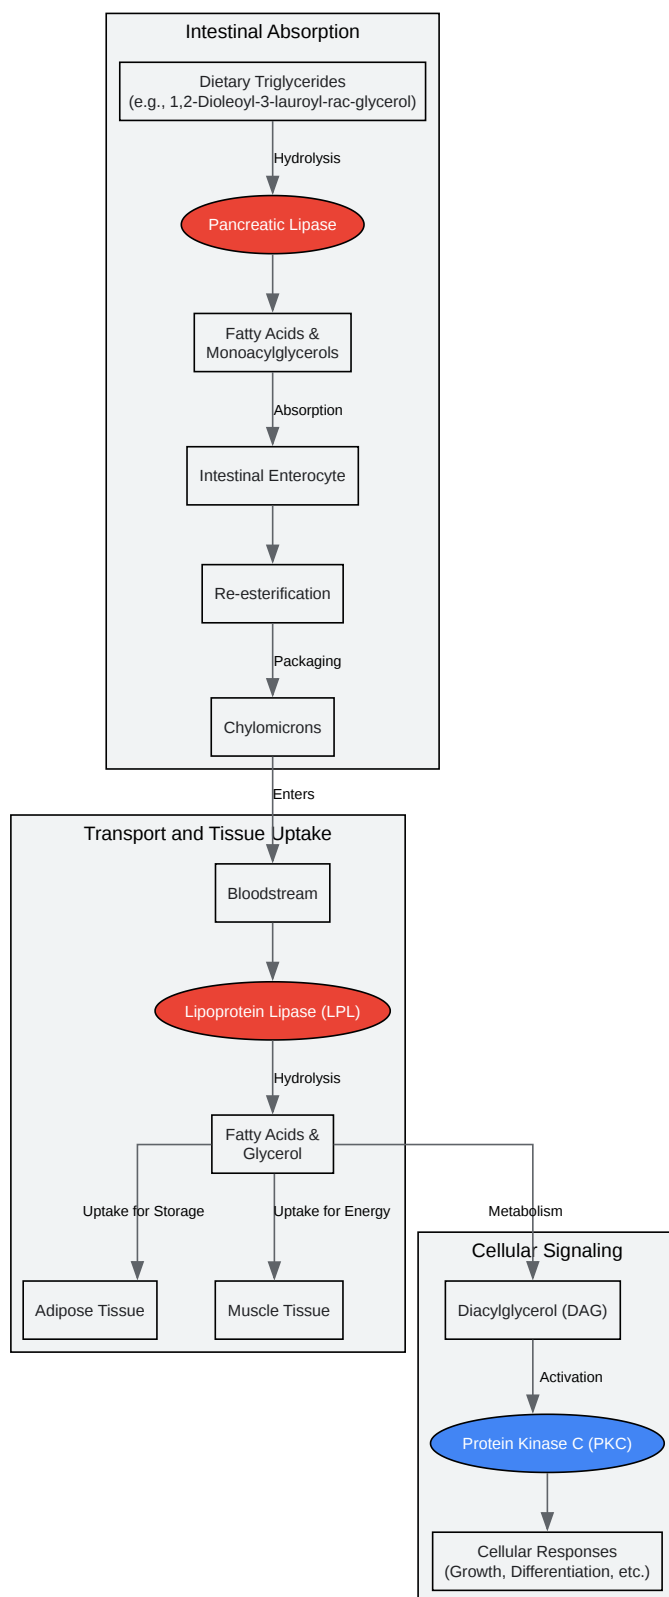 Intestinal Absorption
Dietary Triglycerides
(e.g., 1,2-Dioleoyl-3-lauroyl-rac-glycerol)
Hydrolysis
Pancreatic Lipase
Fatty Acids &
Monoacylglycerols
Absorption
Intestinal Enterocyte
Re-esterification
Packaging
Chylomicrons
Enters
Transport and Tissue Uptake
Bloodstream
Lipoprotein Lipase (LPL)
Hydrolysis
Fatty Acids &
Glycerol
Uptake for Storage
Uptake for Energy
Metabolism
Cellular Signaling
Adipose Tissue
Muscle Tissue
Diacylglycerol (DAG)
Activation
Protein Kinase C (PKC)
Cellular Responses
(Growth, Differentiation, etc.)